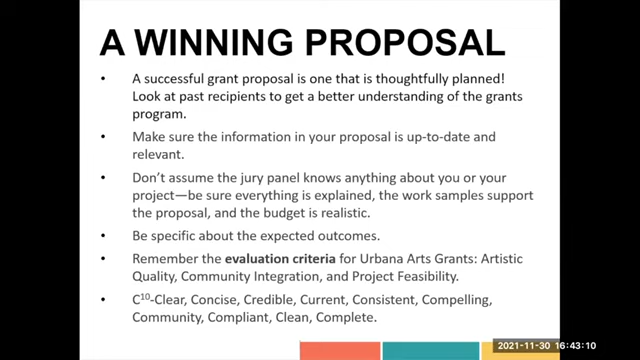 A WINNING PROPOSAL
• A successful grant proposal is one that is thoughtfully planned!
Look at past recipients to get a better understanding of the grants
program.
• Make sure the information in your proposal is up-to-date and
relevant.
• Don't assume the jury panel knows anything about you or your
project—be sure everything is explained, the work samples support
the proposal, and the budget is realistic.
• Be specific about the expected outcomes.
• Remember the evaluation criteria for Urbana Arts Grants: Artistic
Quality, Community Integration, and Project Feasibility.
• C10-Clear, Concise, Credible, Current, Consistent, Compelling,
Community, Compliant, Clean, Complete.
2021-11-30 16:43:10